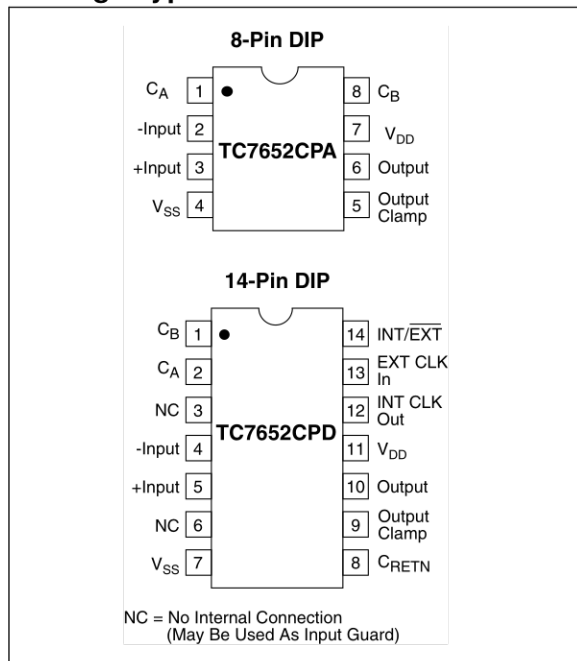 8-Pin DIP
C_A 1 8 C_B
-Input 2 7 V_DD
TC7652CPA
+Input 3 6 Output
V_SS 4 5 Output Clamp
14-Pin DIP
C_B 1 14 INT/E̅X̅T̅
C_A 2 13 EXT CLK In
NC 3 12 INT CLK Out
TC7652CPD
-Input 4 11 V_DD
+Input 5 10 Output
NC 6 9 Output Clamp
V_SS 7 8 C_RETN
NC = No Internal Connection
(May Be Used As Input Guard)